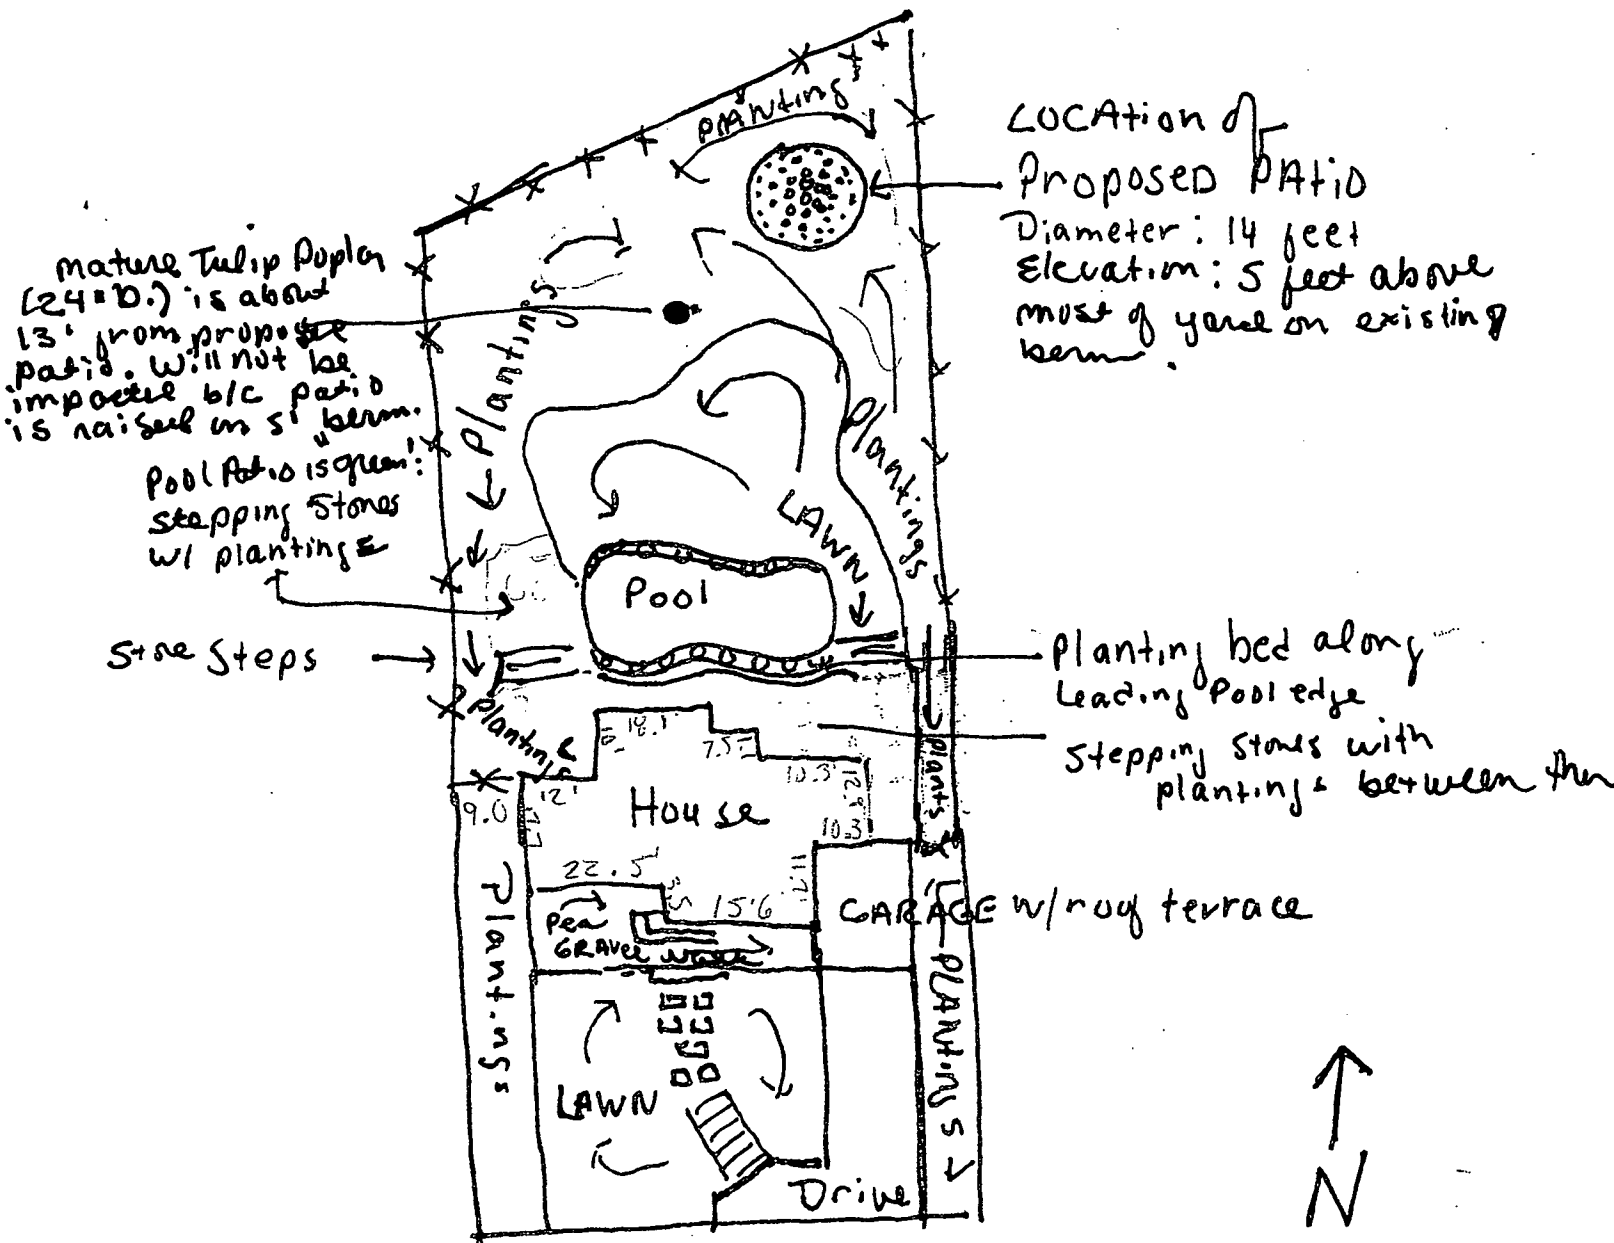 Planting
LOCAtion of
PROPOSED PAtiO
Diameter: 14 feet
Elevation: 5 feet above
most of yard on existing
berm.
mature Tulip Poplar
(24" D.) is about
13' from propose
patio. Will not be
impacted b/c patio
is raised on 5' berm.
Plantings
Plantings
Pool Patio is "green":
stepping stones
w/ plantings
LAWN
Pool
Stone Steps
Planting bed along
Leading Pool edge
Plantings
Stepping stones with
plantings between them
Plants
18.1
7.5
10.3
12.9
12'
9.0
House
10.3
22.5
15.6
GARAGE w/roof terrace
Pea
GRAVEL
Plantings
PLANTINGS
LAWN
Drive
N